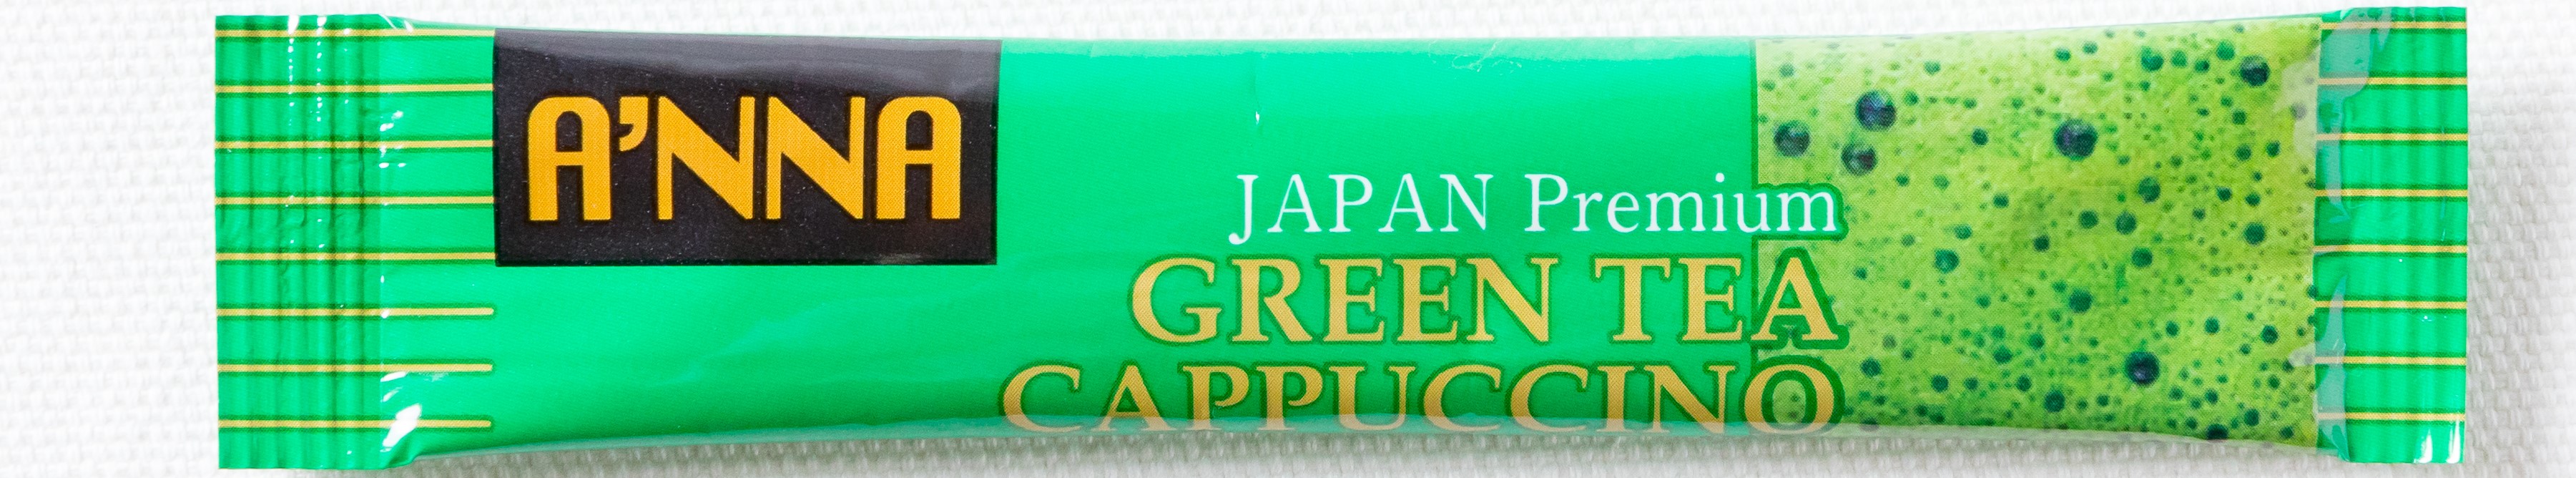 A'NNA
JAPAN Premium
GREEN TEA
CAPPUCCINO